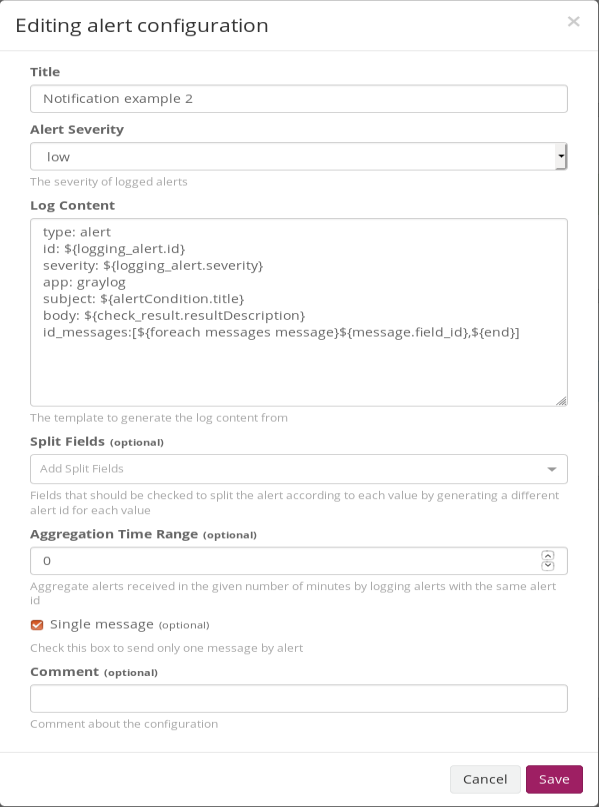 Editing alert configuration
×
Title
Notification example 2
Alert Severity
low
The severity of logged alerts
Log Content
type: alert
id: ${logging_alert.id}
severity: ${logging_alert.severity}
app: graylog
subject: ${alertCondition.title}
body: ${check_result.resultDescription}
id_messages:[${foreach messages message}${message.field_id},${end}]
The template to generate the log content from
Split Fields (optional)
Add Split Fields
Fields that should be checked to split the alert according to each value by generating a different
alert id for each value
Aggregation Time Range (optional)
0
Aggregate alerts received in the given number of minutes by logging alerts with the same alert
id
Single message (optional)
Check this box to send only one message by alert
Comment (optional)
Comment about the configuration
Cancel Save